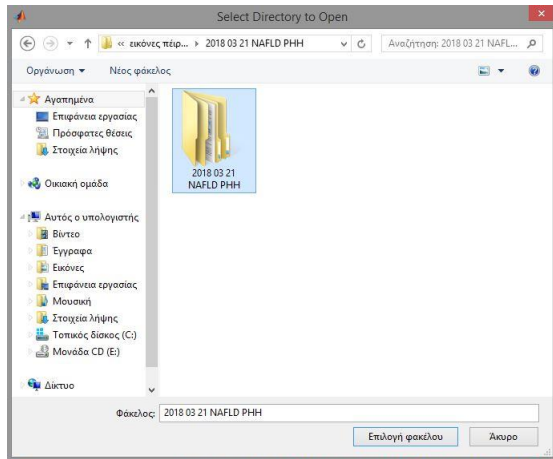 Select Directory to Open
« εικόνες πέιρ... ▸ 2018 03 21 NAFLD PHH
Αναζήτηση: 2018 03 21 NAFL...
Οργάνωση
Νέος φάκελος
Αγαπημένα
Επιφάνεια εργασίας
Πρόσφατες θέσεις
Στοιχεία λήψης
Οικιακή ομάδα
Αυτός ο υπολογιστής
Βίντεο
Έγγραφα
Εικόνες
Επιφάνεια εργασίας
Μουσική
Στοιχεία λήψης
Τοπικός δίσκος (C:)
Μονάδα CD (E:)
Δίκτυο
2018 03 21
NAFLD PHH
Φάκελος: 2018 03 21 NAFLD PHH
Επιλογή φακέλου
Άκυρο